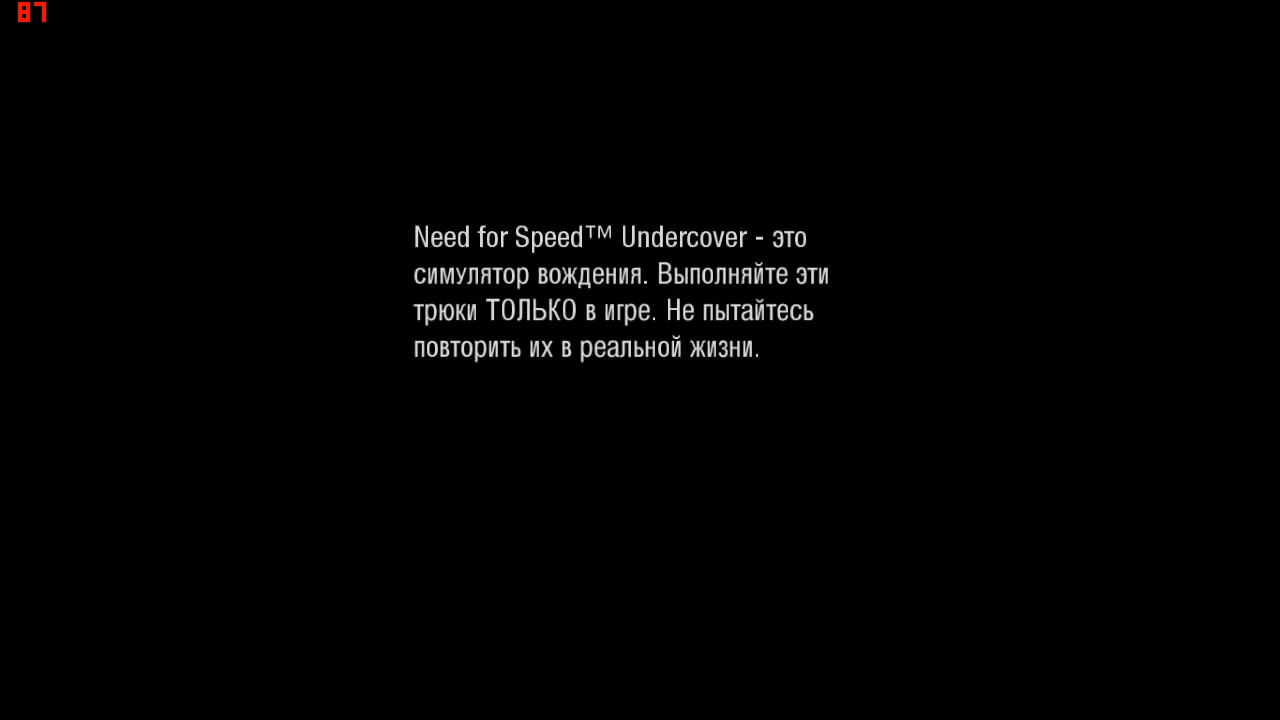 87
Need for Speed™ Undercover - это
симулятор вождения. Выполняйте эти
трюки ТОЛЬКО в игре. Не пытайтесь
повторить их в реальной жизни.